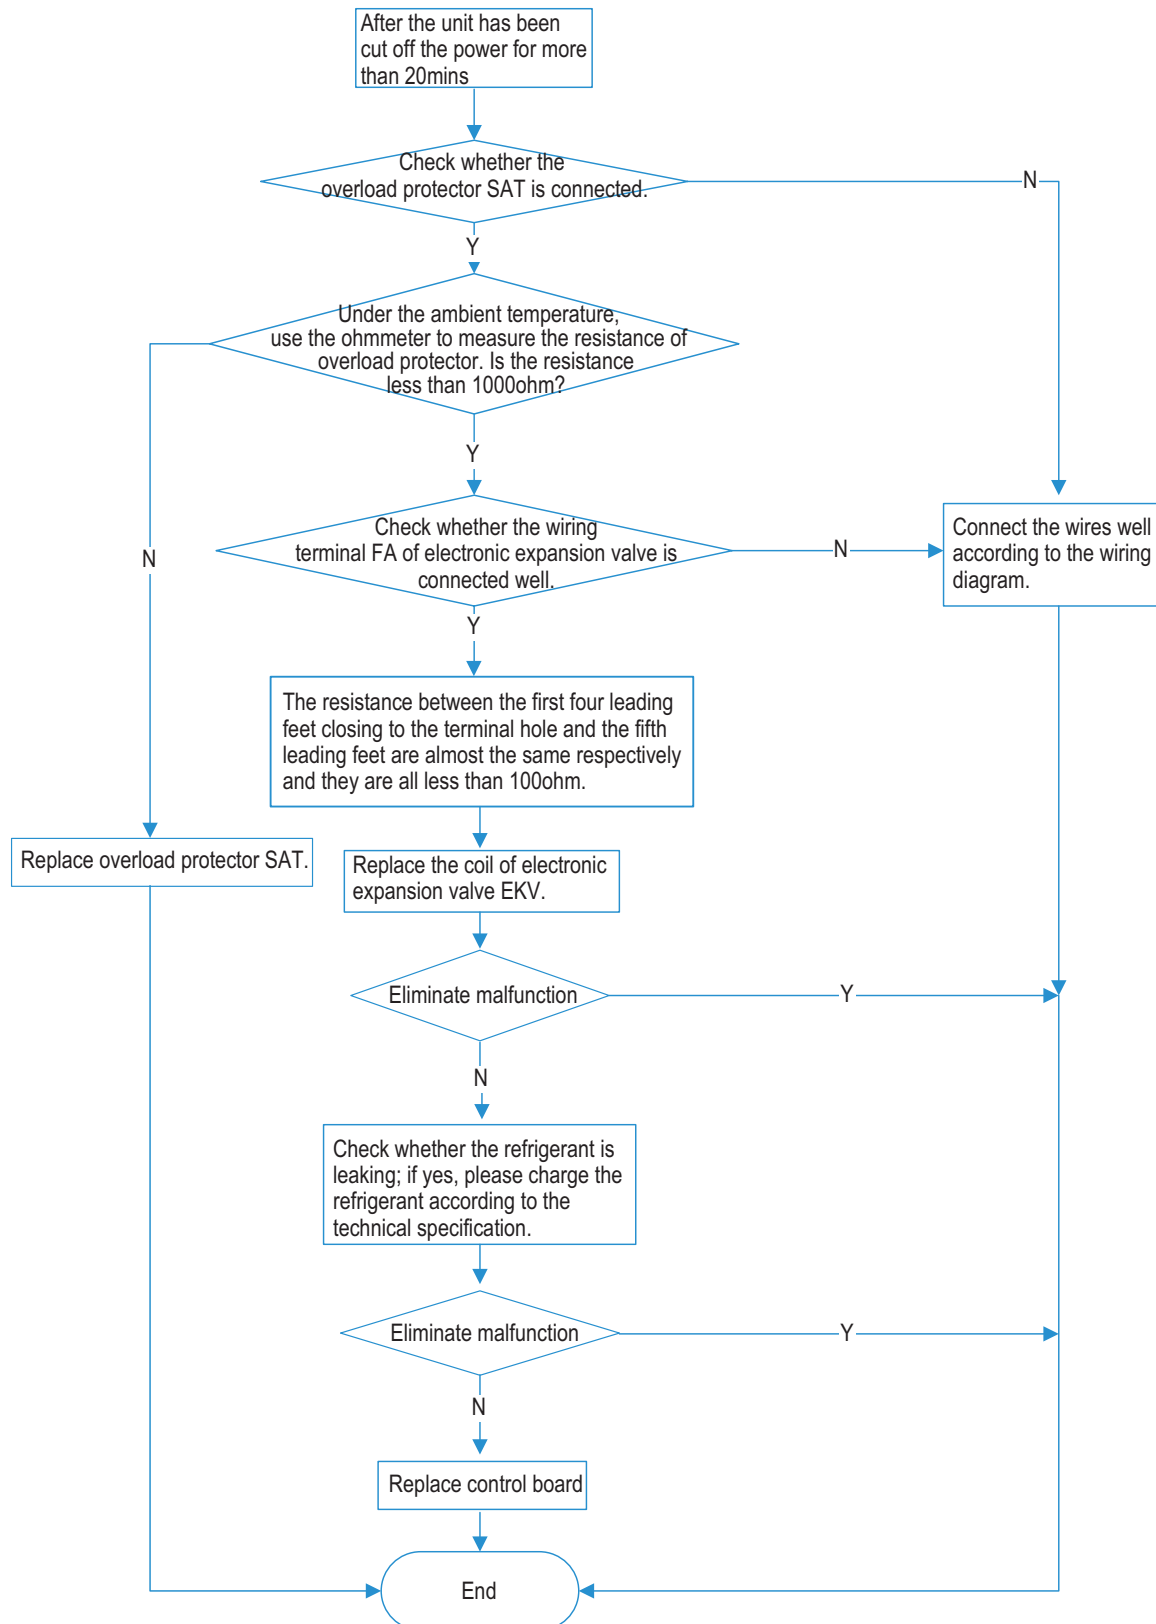 After the unit has been
cut off the power for more
than 20mins
Check whether the
overload protector SAT is connected.
N
Y
Under the ambient temperature,
use the ohmmeter to measure the resistance of
overload protector. Is the resistance
less than 1000ohm?
Y
N
Check whether the wiring
terminal FA of electronic expansion valve is
connected well.
N
Connect the wires well
according to the wiring
diagram.
Y
The resistance between the first four leading
feet closing to the terminal hole and the fifth
leading feet are almost the same respectively
and they are all less than 100ohm.
Replace overload protector SAT.
Replace the coil of electronic
expansion valve EKV.
Eliminate malfunction
Y
N
Check whether the refrigerant is
leaking; if yes, please charge the
refrigerant according to the
technical specification.
Eliminate malfunction
Y
N
Replace control board
End